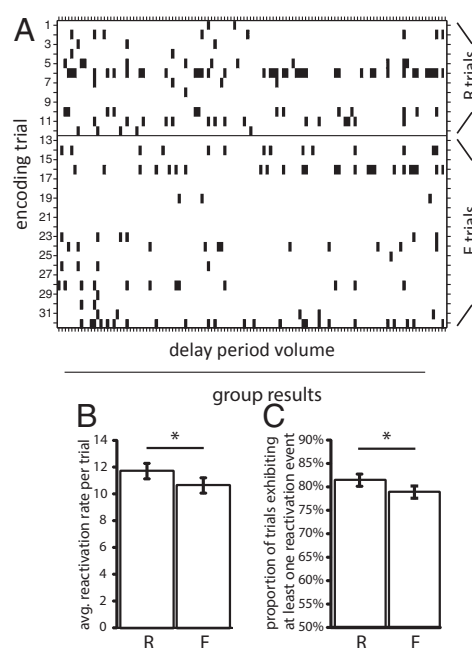 A
encoding trial
1
3
5
7
9
11
13
15
17
19
21
23
25
27
29
31
R trials
F trials
delay period volume
group results
B
avg. reactivation rate per trial
14
12
10
8
6
4
2
0
*
R
F
C
proportion of trials exhibiting
at least one reactivation event
90%
85%
80%
75%
70%
65%
60%
55%
50%
*
R
F